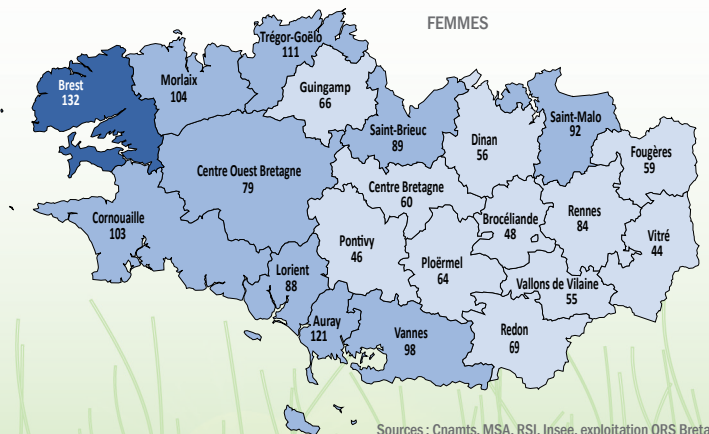 FEMMES
Trégor-Goëlo
111
Brest
132
Morlaix
104
Guingamp
66
Saint-Brieuc
89
Dinan
56
Saint-Malo
92
Fougères
59
Centre Ouest Bretagne
79
Centre Bretagne
60
Brocéliande
48
Rennes
84
Vitré
44
Cornouaille
103
Pontivy
46
Ploërmel
64
Vallons de Vilaine
55
Lorient
88
Auray
121
Vannes
98
Redon
69
Sources : Cnamts, MSA, RSI, Insee, exploitation ORS Breta